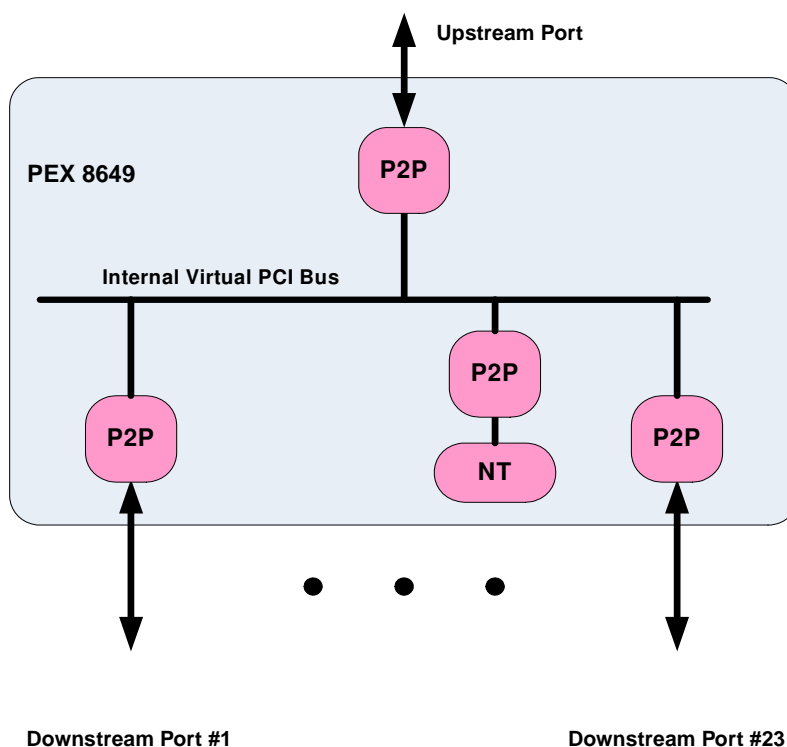 Upstream Port
PEX 8649
P2P
Internal Virtual PCI Bus
P2P
P2P
P2P
NT
Downstream Port #1
Downstream Port #23